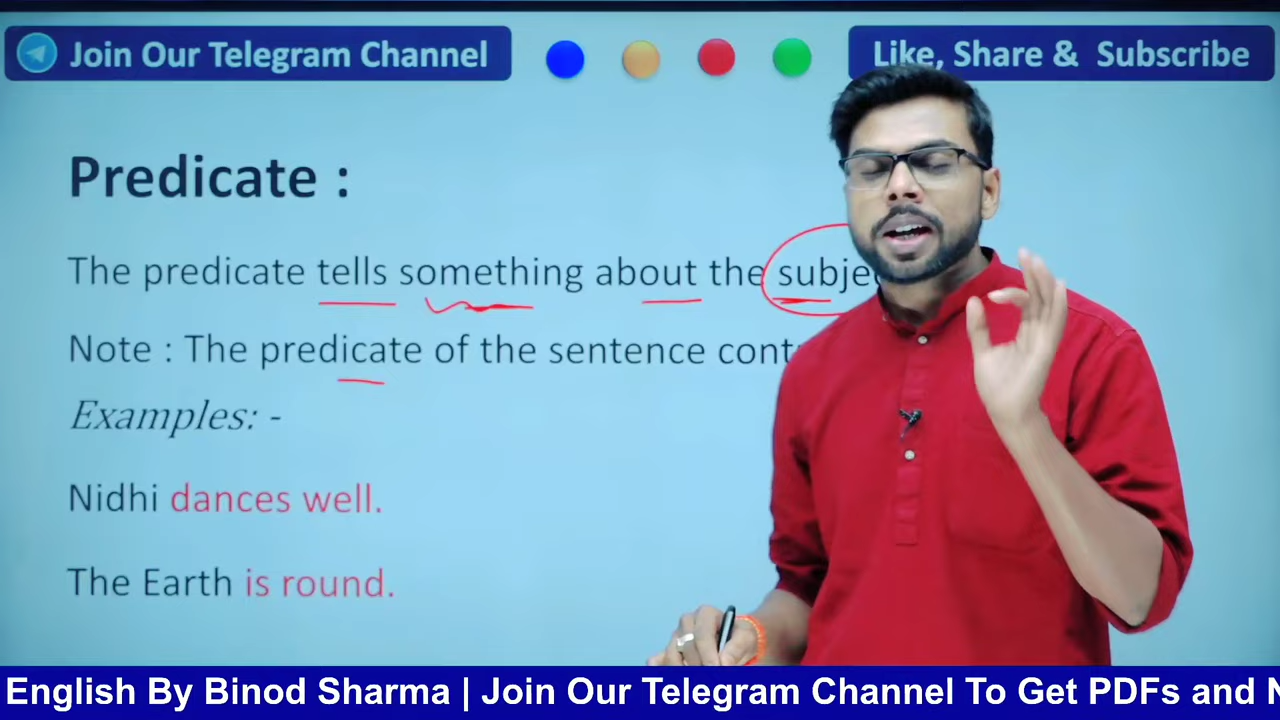 Join Our Telegram Channel
Like, Share & Subscribe
Predicate :
The predicate tells something about the
Note : The predicate of the sentence
Examples: -
Nidhi dances well.
The Earth is round.
English By Binod Sharma | Join Our Telegram Channel To Get PDFs and